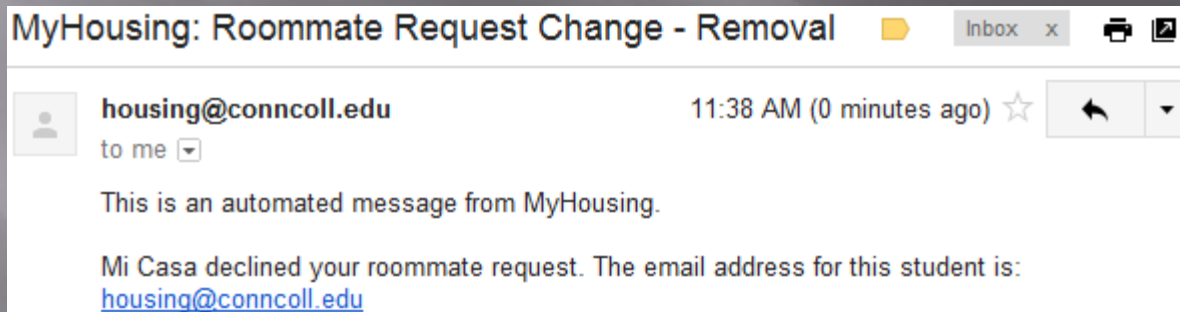 MyHousing: Roommate Request Change - Removal Inbox x
housing@conncoll.edu 11:38 AM (0 minutes ago)
to me
This is an automated message from MyHousing.
Mi Casa declined your roommate request. The email address for this student is:
housing@conncoll.edu